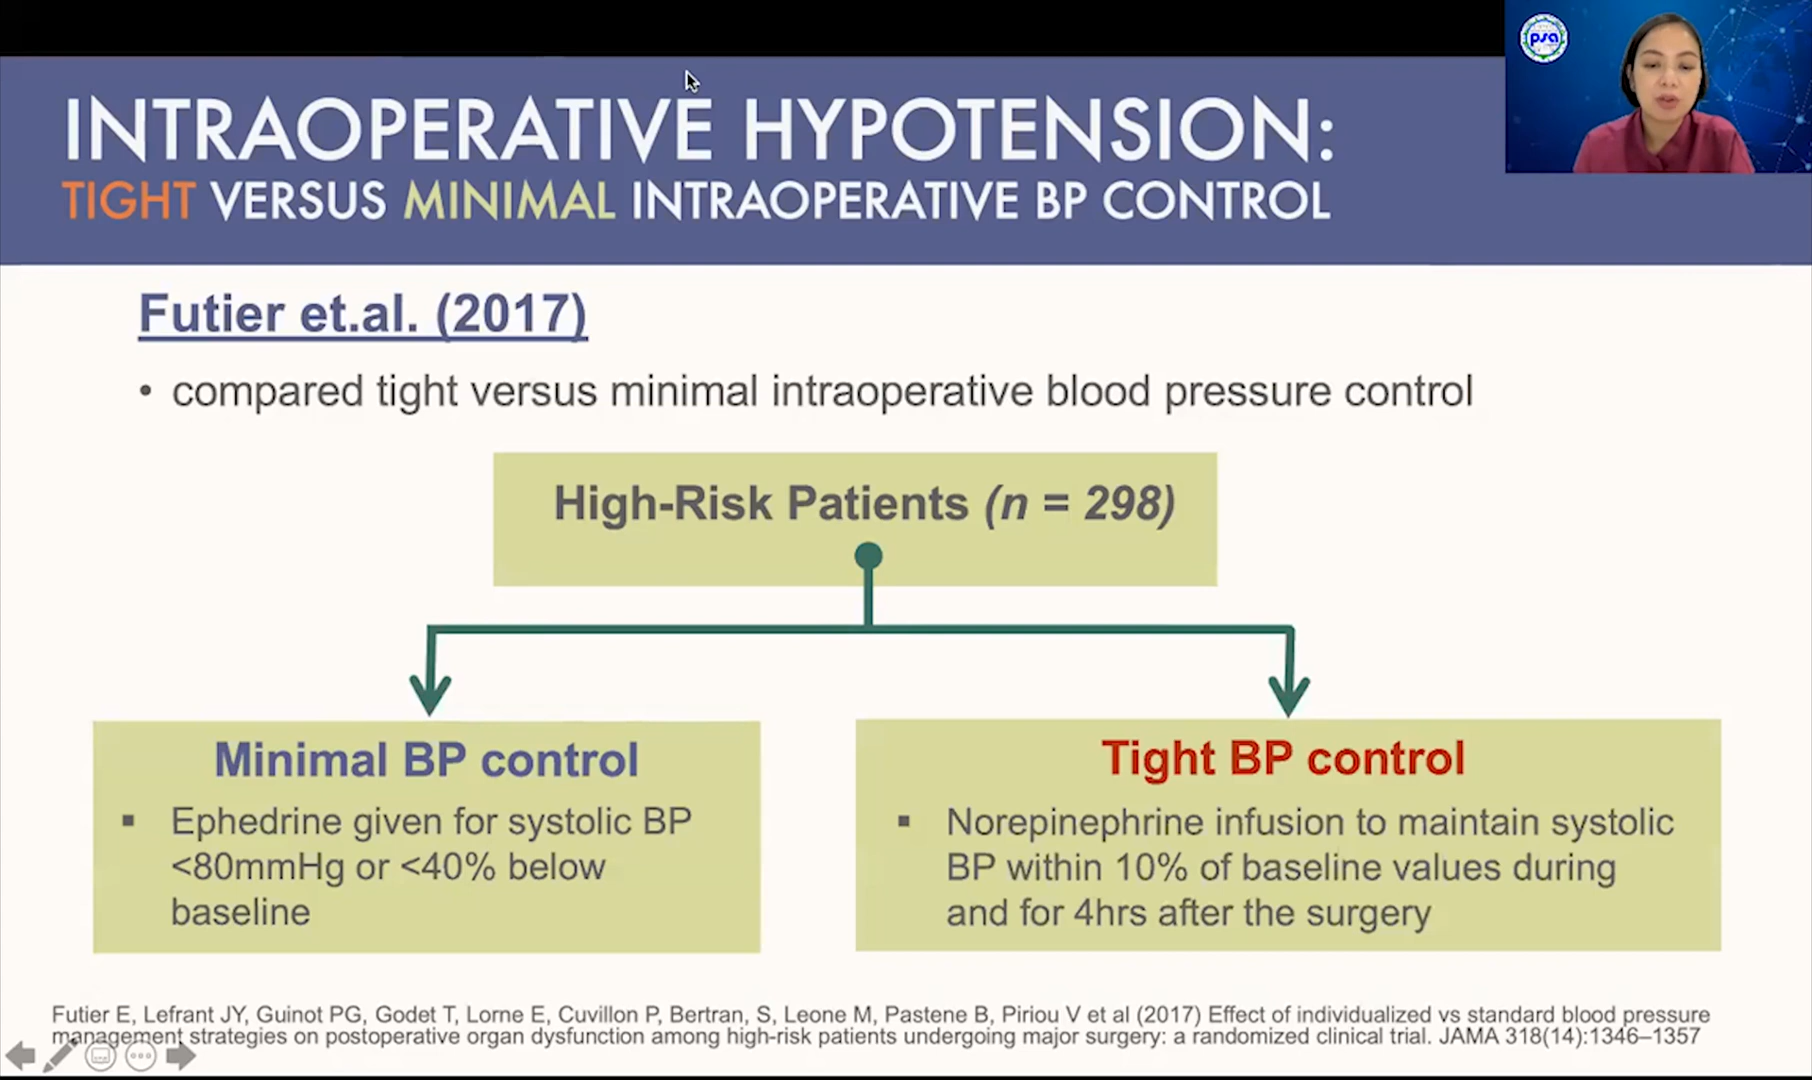 INTRAOPERATIVE HYPOTENSION:
TIGHT VERSUS MINIMAL INTRAOPERATIVE BP CONTROL
psa
Futier et.al. (2017)
• compared tight versus minimal intraoperative blood pressure control
High-Risk Patients (n = 298)
Minimal BP control
▪ Ephedrine given for systolic BP
<80mmHg or <40% below
baseline
Tight BP control
▪ Norepinephrine infusion to maintain systolic
BP within 10% of baseline values during
and for 4hrs after the surgery
Futier E, Lefrant JY, Guinot PG, Godet T, Lorne E, Cuvillon P, Bertran, S, Leone M, Pastene B, Piriou V et al (2017) Effect of individualized vs standard blood pressure
management strategies on postoperative organ dysfunction among high-risk patients undergoing major surgery: a randomized clinical trial. JAMA 318(14):1346–1357